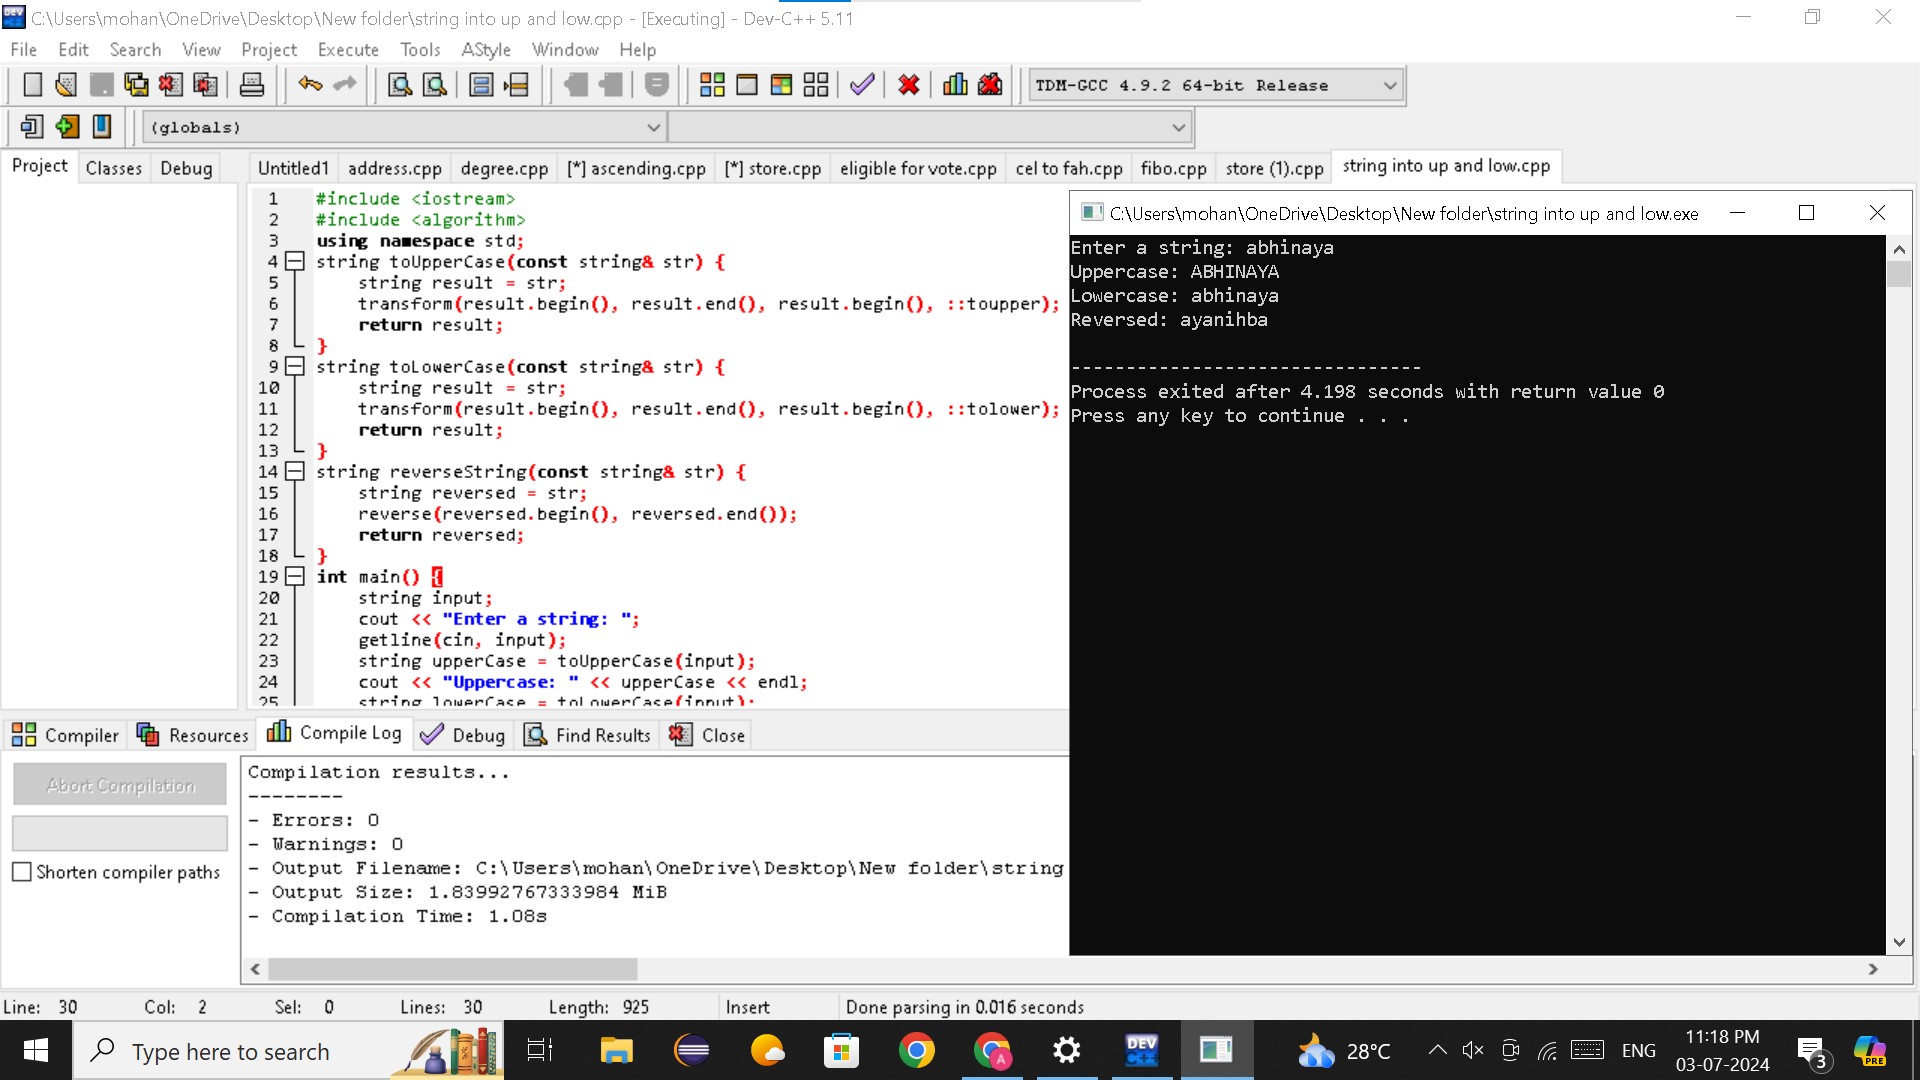 C:\Users\mohan\OneDrive\Desktop\New folder\string into up and low.cpp - [Executing] - Dev-C++ 5.11
File Edit Search View Project Execute Tools AStyle Window Help
TDM-GCC 4.9.2 64-bit Release
(globals)
Project Classes Debug
Untitled1 address.cpp degree.cpp [*] ascending.cpp [*] store.cpp eligible for vote.cpp cel to fah.cpp fibo.cpp store (1).cpp string into up and low.cpp
1 #include <iostream>
2 #include <algorithm>
3 using namespace std;
4 string toUpperCase(const string& str) {
5 string result = str;
6 transform(result.begin(), result.end(), result.begin(), ::toupper);
7 return result;
8 }
9 string toLowerCase(const string& str) {
10 string result = str;
11 transform(result.begin(), result.end(), result.begin(), ::tolower);
12 return result;
13 }
14 string reverseString(const string& str) {
15 string reversed = str;
16 reverse(reversed.begin(), reversed.end());
17 return reversed;
18 }
19 int main() {
20 string input;
21 cout << "Enter a string: ";
22 getline(cin, input);
23 string upperCase = toUpperCase(input);
24 cout << "Uppercase: " << upperCase << endl;
25 string lowerCase = toLowerCase(input);
C:\Users\mohan\OneDrive\Desktop\New folder\string into up and low.exe
Enter a string: abhinaya
Uppercase: ABHINAYA
Lowercase: abhinaya
Reversed: ayanihba
--------------------------------
Process exited after 4.198 seconds with return value 0
Press any key to continue . . .
Compiler Resources Compile Log Debug Find Results Close
Abort Compilation
Shorten compiler paths
Compilation results...
--------
- Errors: 0
- Warnings: 0
- Output Filename: C:\Users\mohan\OneDrive\Desktop\New folder\string
- Output Size: 1.83992767333984 MiB
- Compilation Time: 1.08s
Line: 30 Col: 2 Sel: 0 Lines: 30 Length: 925 Insert Done parsing in 0.016 seconds
Type here to search
DEV C++
28°C
ENG
11:18 PM
03-07-2024
3
PRE